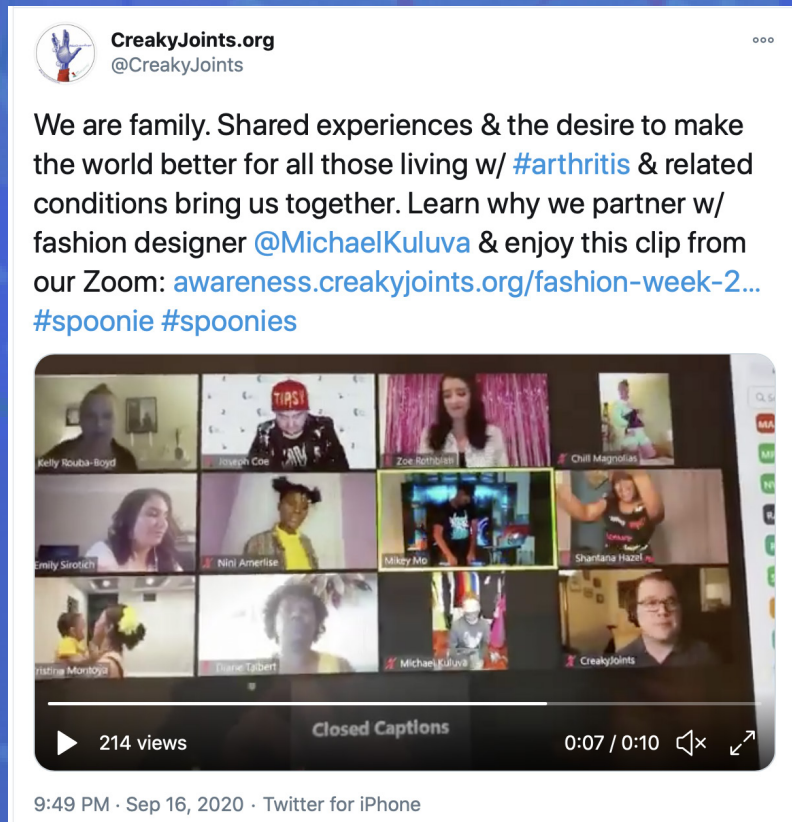 CreakyJoints.org
@CreakyJoints
We are family. Shared experiences & the desire to make
the world better for all those living w/ #arthritis & related
conditions bring us together. Learn why we partner w/
fashion designer @MichaelKuluva & enjoy this clip from
our Zoom: awareness.creakyjoints.org/fashion-week-2...
#spoonie #spoonies
TIPSY
Kelly Rouba-Boyd
Joseph Coe
Zoe Rothblatt
Chill Magnolias
MA
Emily Sirotich
Nini Amerlise
Mikey Mo
Shantana Hazel
ristina Montoya
Diane Talbert
Michael Kuluva
CreakyJoints
Closed Captions
214 views
0:07 / 0:10
9:49 PM · Sep 16, 2020 · Twitter for iPhone